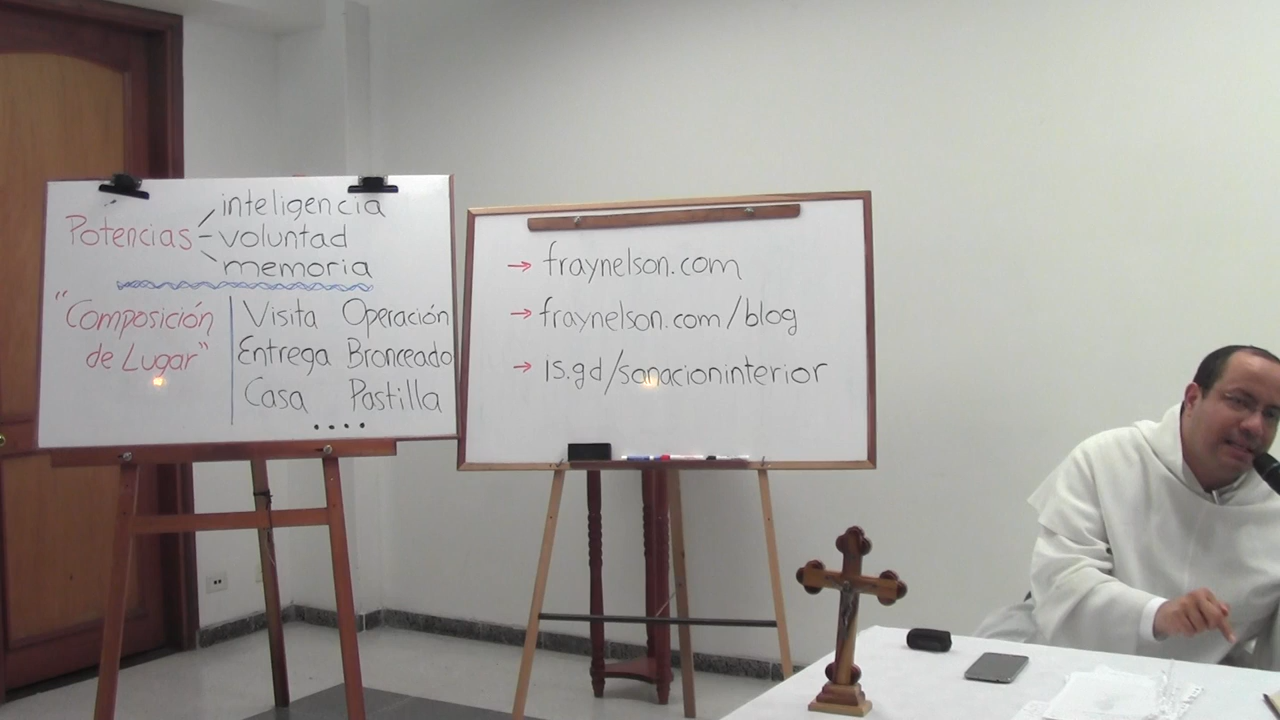 Potencias
inteligencia
voluntad
memoria
"Composición
de Lugar"
Visita Operación
Entrega Bronceado
Casa Pastilla
....
→ fraynelson.com
→ fraynelson.com/blog
→ is.gd/sanacioninterior